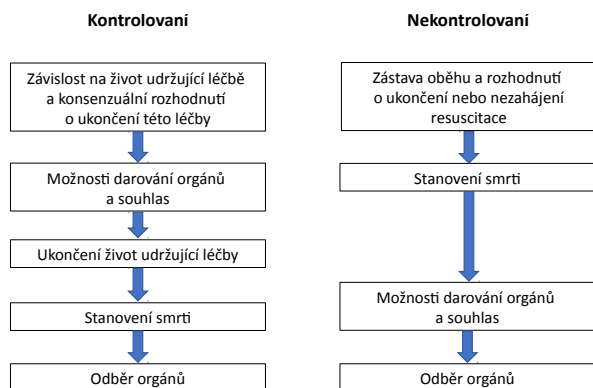 Kontrolovaní
Závislost na život udržující léčbě
a konsenzuální rozhodnutí
o ukončení této léčby
Možnosti darování orgánů
a souhlas
Ukončení život udržující léčby
Stanovení smrti
Odběr orgánů
Nekontrolovaní
Zástava oběhu a rozhodnutí
o ukončení nebo nezahájení
resuscitace
Stanovení smrti
Možnosti darování orgánů
a souhlas
Odběr orgánů